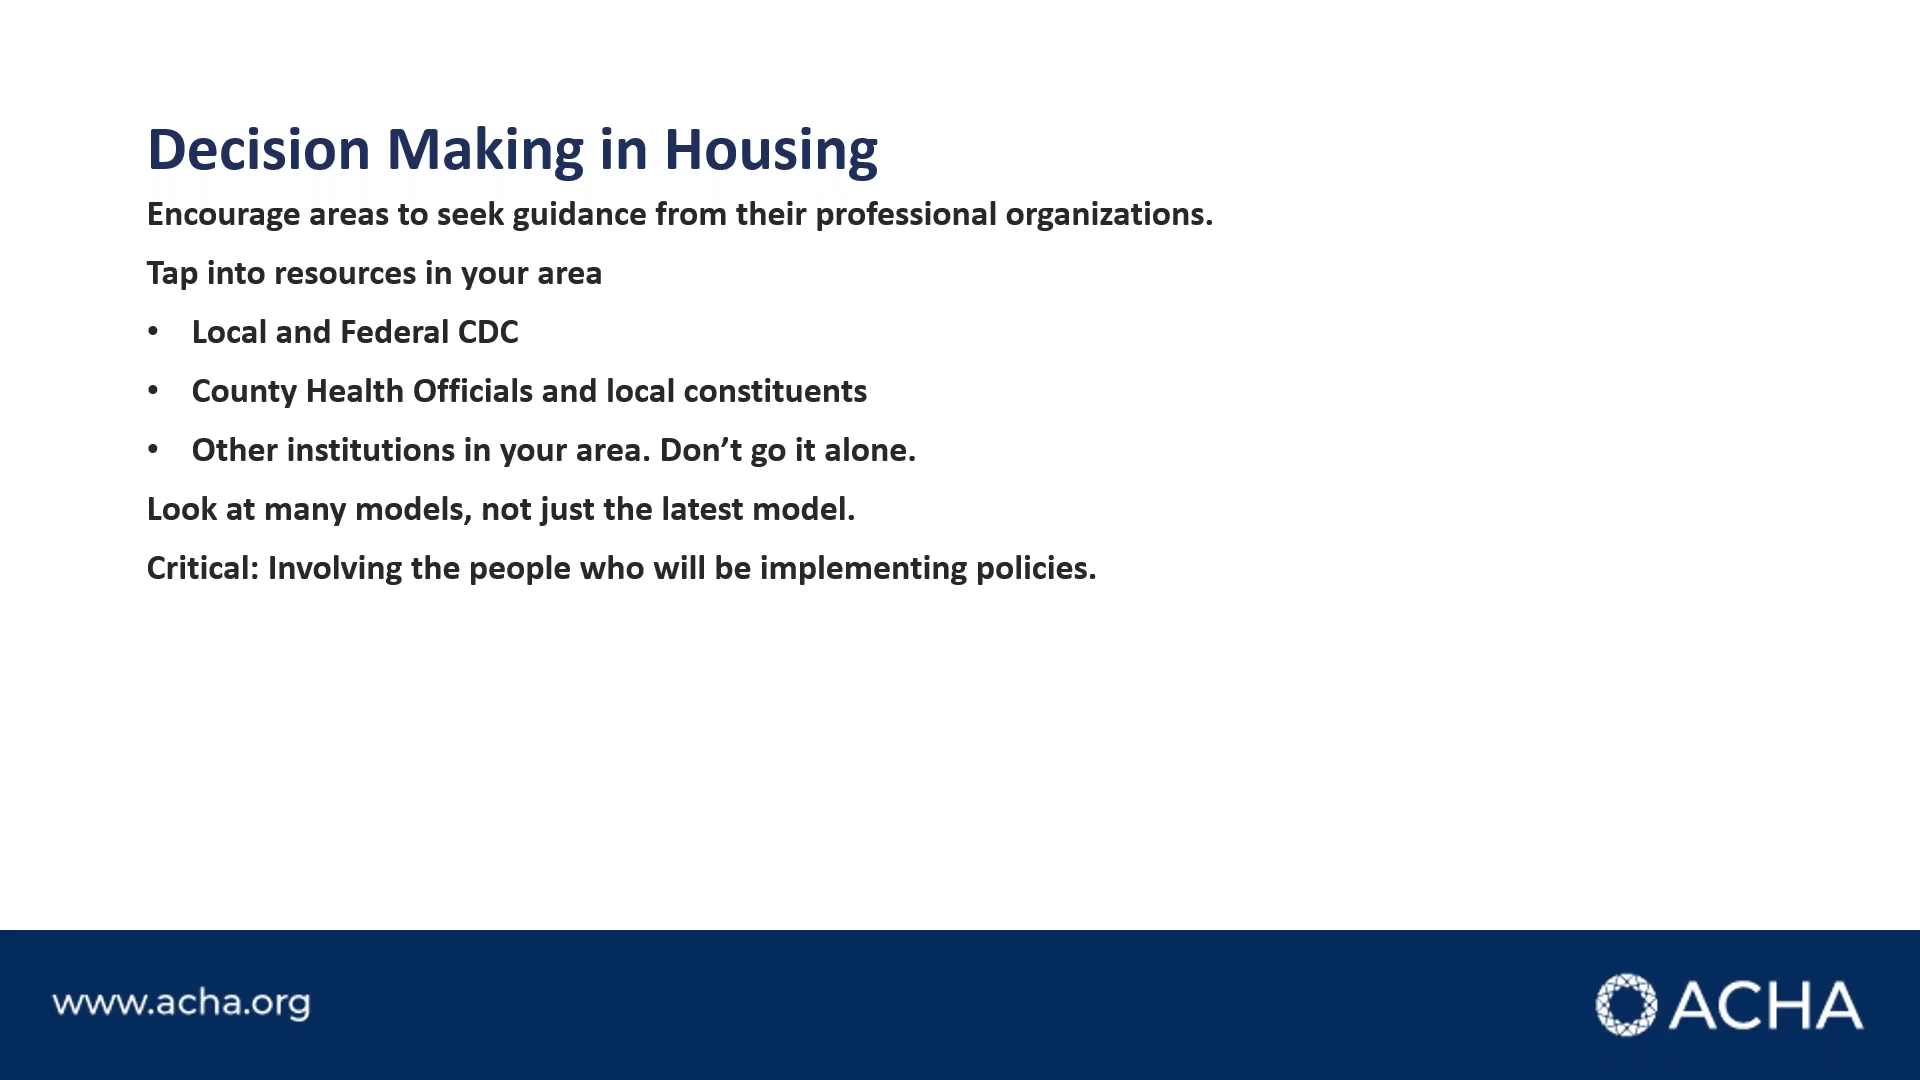 Decision Making in Housing
Encourage areas to seek guidance from their professional organizations.
Tap into resources in your area
• Local and Federal CDC
• County Health Officials and local constituents
• Other institutions in your area. Don’t go it alone.
Look at many models, not just the latest model.
Critical: Involving the people who will be implementing policies.
www.acha.org
ACHA